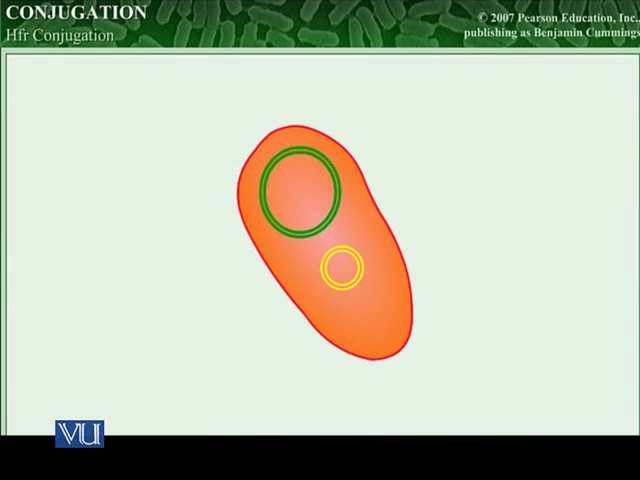 CONJUGATION
Hfr Conjugation
© 2007 Pearson Education, Inc.,
publishing as Benjamin Cummings
VU